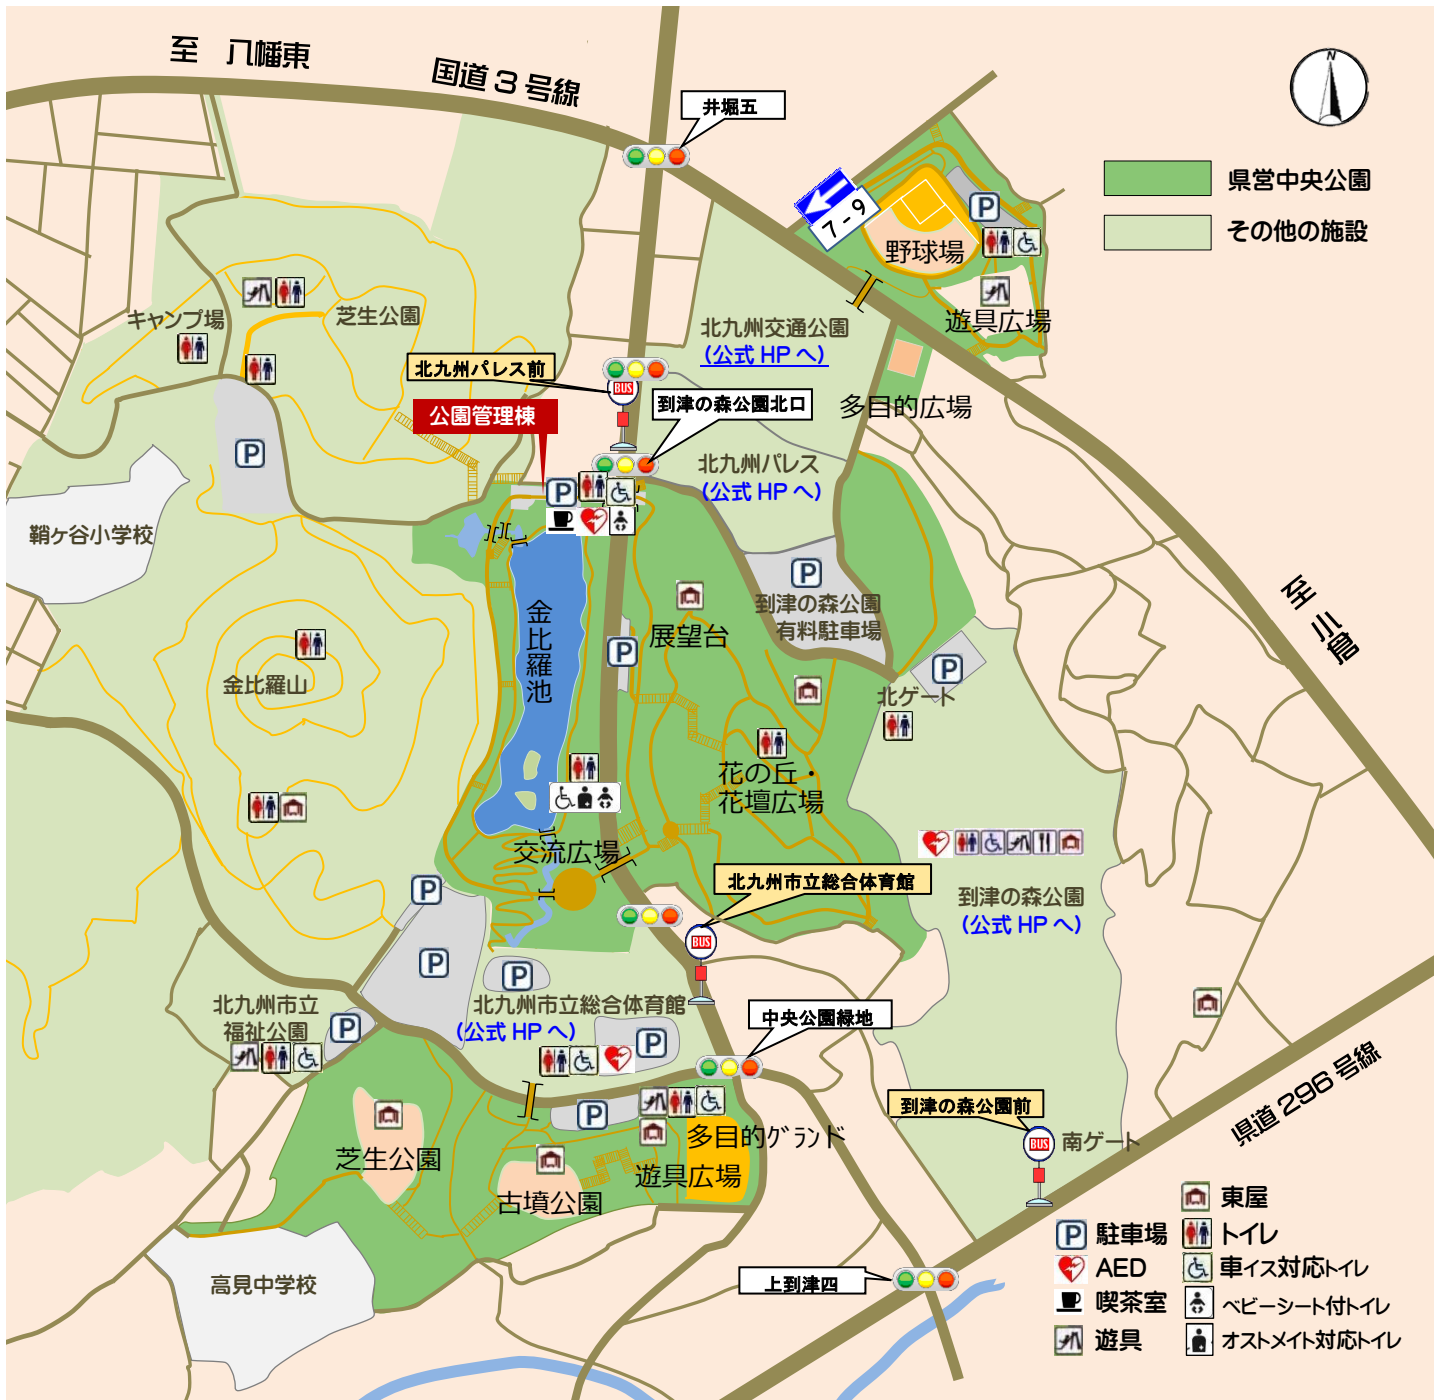 至 八幡東
国道3号線
井堀五
N
県営中央公園
その他の施設
7-9
P
野球場
遊具広場
キャンプ場
芝生公園
北九州交通公園
(公式HPへ)
北九州パレス前
BUS
到津の森公園北口
多目的広場
公園管理棟
P
北九州パレス
(公式HPへ)
P
鞘ヶ谷小学校
P
到津の森公園
有料駐車場
至 小倉
金比羅池
展望台
P
P
金比羅山
北ゲート
花の丘・
花壇広場
交流広場
P
北九州市立総合体育館
BUS
到津の森公園
(公式HPへ)
P
P
北九州市立
福祉公園
P
北九州市立総合体育館
(公式HPへ)
P
中央公園緑地
到津の森公園前
BUS
南ゲート
県道296号線
P
多目的グランド
芝生公園
遊具広場
古墳公園
高見中学校
上到津四
東屋
P 駐車場
トイレ
AED
車イス対応トイレ
喫茶室
ベビーシート付トイレ
遊具
オストメイト対応トイレ